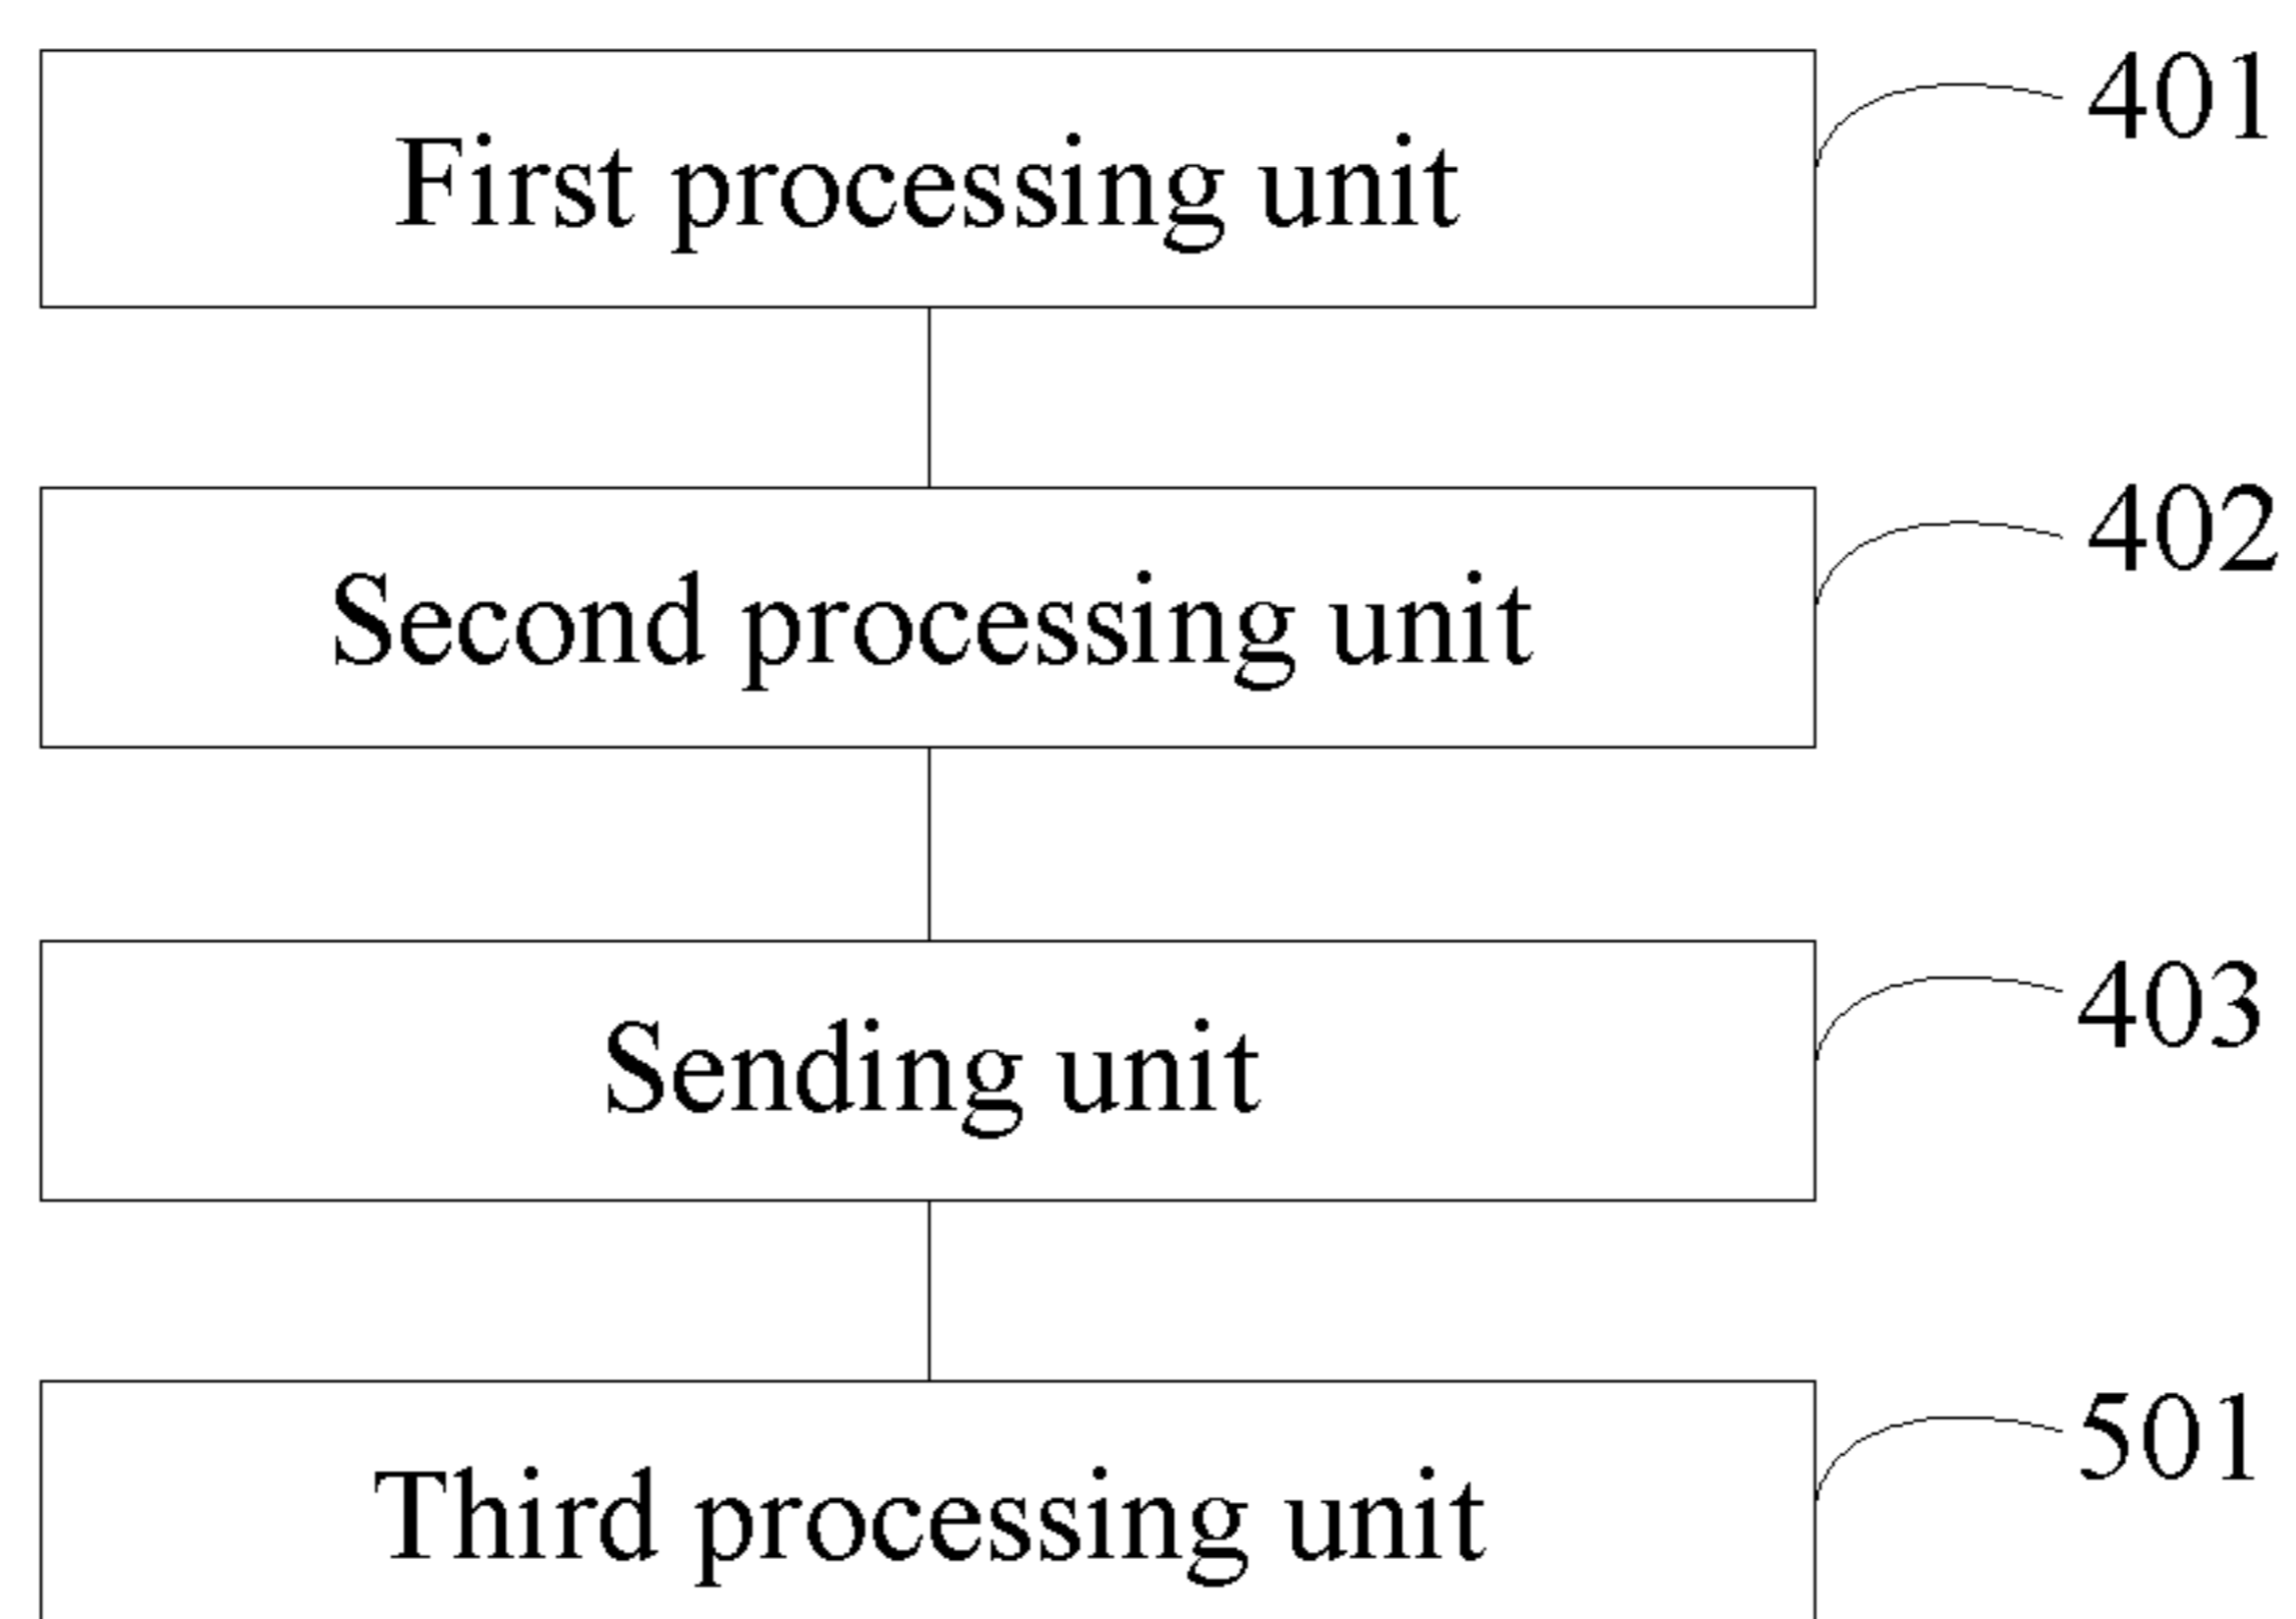 First processing unit 401
Second processing unit 402
Sending unit 403
Third processing unit 501